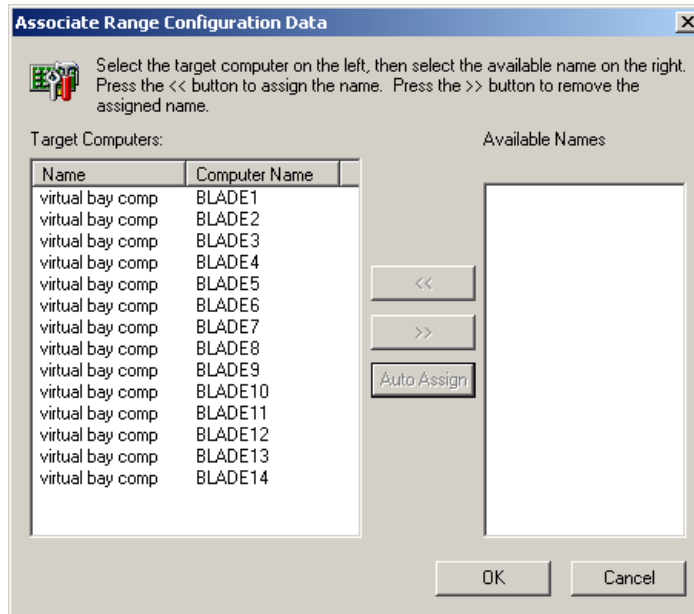 Associate Range Configuration Data
Select the target computer on the left, then select the available name on the right.
Press the << button to assign the name.  Press the >> button to remove the
assigned name.
Target Computers:
Available Names
Name Computer Name
virtual bay comp BLADE1
virtual bay comp BLADE2
virtual bay comp BLADE3
virtual bay comp BLADE4
virtual bay comp BLADE5
virtual bay comp BLADE6
virtual bay comp BLADE7
virtual bay comp BLADE8
virtual bay comp BLADE9
virtual bay comp BLADE10
virtual bay comp BLADE11
virtual bay comp BLADE12
virtual bay comp BLADE13
virtual bay comp BLADE14
<<
>>
Auto Assign
OK
Cancel